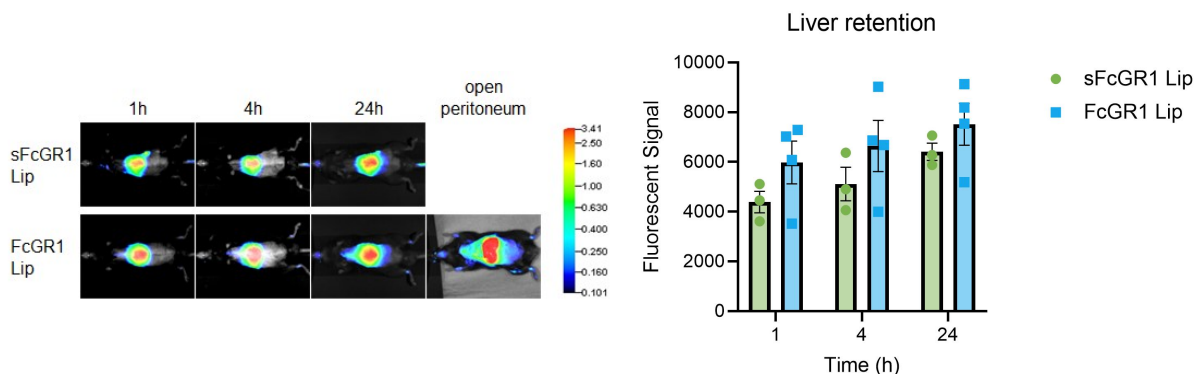 1h
4h
24h
open
peritoneum
sFcGR1
Lip
FcGR1
Lip
3.41
2.50
1.60
1.00
0.630
0.400
0.250
0.160
0.101
Liver retention
Fluorescent Signal
10000
8000
6000
4000
2000
0
1
4
24
Time (h)
sFcGR1 Lip
FcGR1 Lip